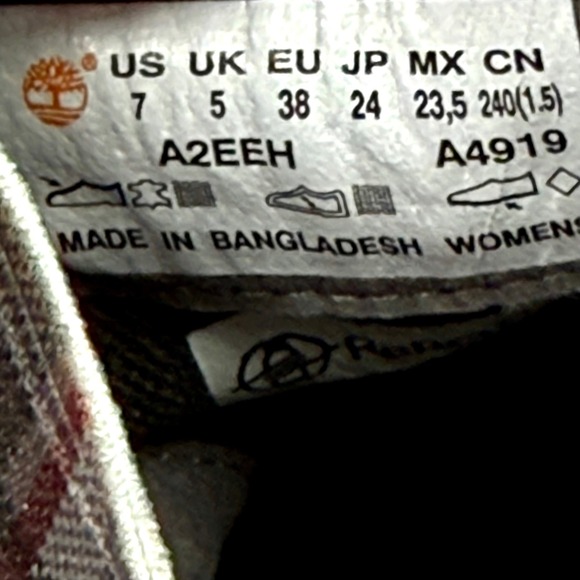 ® US UK EU JP MX CN
7 5 38 24 23,5 240(1.5)
A2EEH A4919
MADE IN BANGLADESH WOMENS